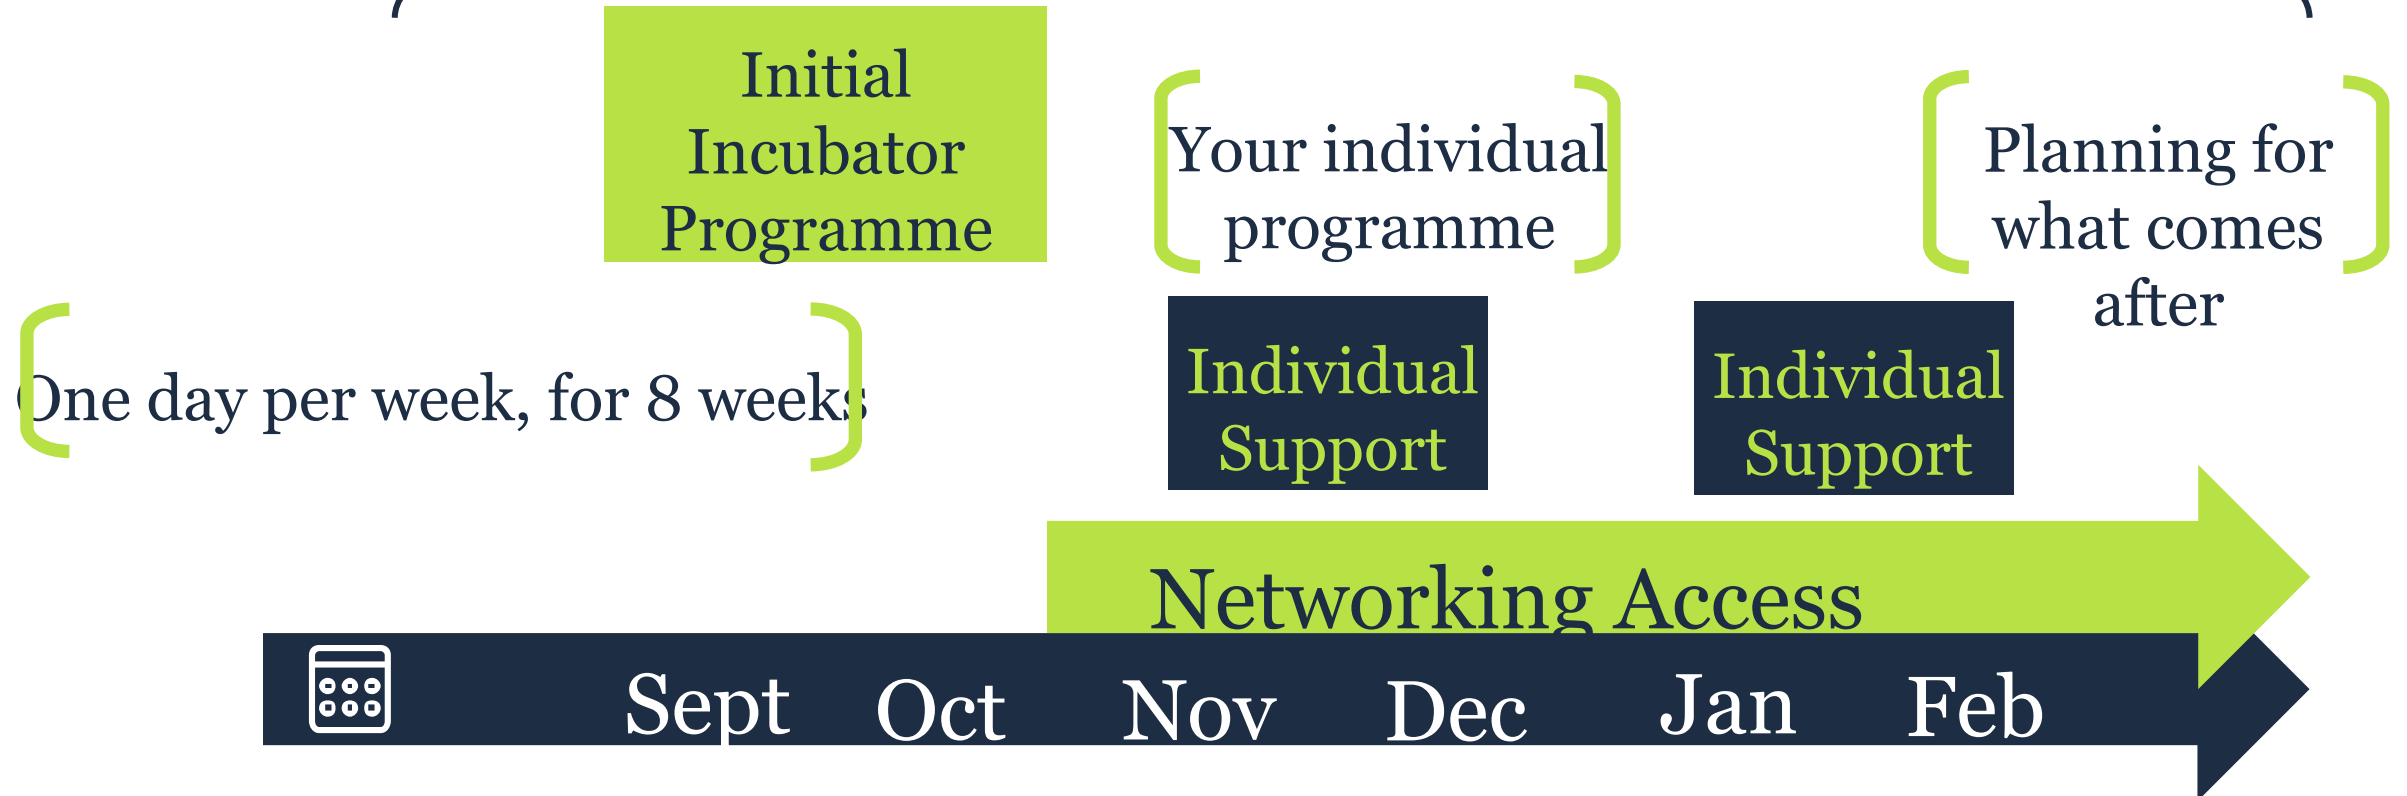 Initial
Incubator
Programme
Your individual
programme
Planning for
what comes
after
One day per week, for 8 weeks
Individual
Support
Individual
Support
Networking Access
Sept
Oct
Nov
Dec
Jan
Feb